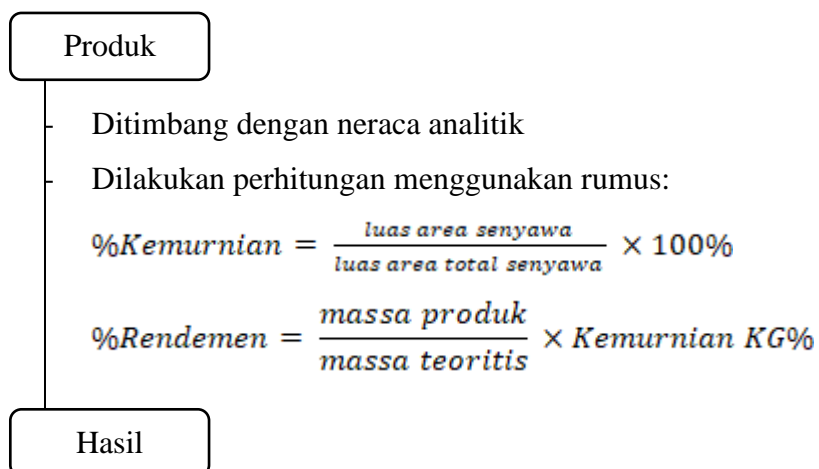 Produk
- Ditimbang dengan neraca analitik
- Dilakukan perhitungan menggunakan rumus:
%Kemurnian = luas area senyawa / luas area total senyawa × 100%
%Rendemen = massa produk / massa teoritis × Kemurnian KG%
Hasil